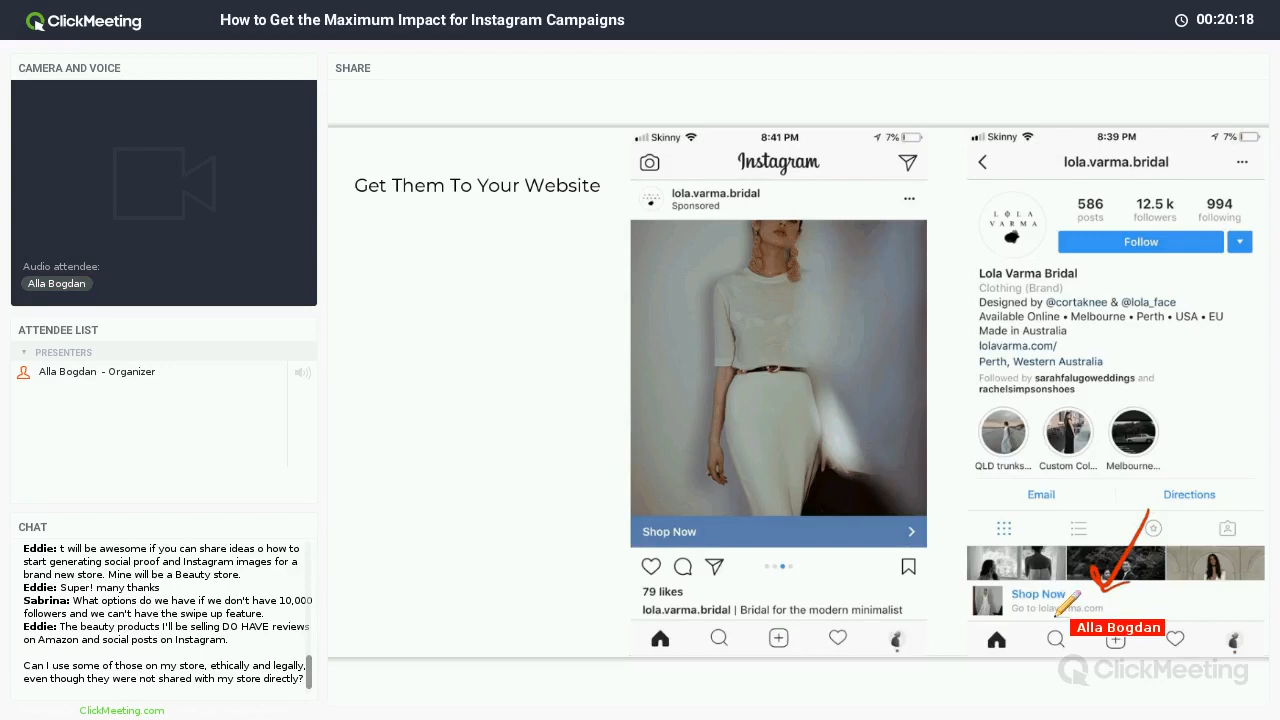 ClickMeeting
How to Get the Maximum Impact for Instagram Campaigns
00:20:18
CAMERA AND VOICE
Audio attendee:
Alla Bogdan
ATTENDEE LIST
PRESENTERS
Alla Bogdan - Organizer
CHAT
Eddie: t will be awesome if you can share ideas o how to
start generating social proof and Instagram images for a
brand new store. Mine will be a Beauty store.
Eddie: Super! many thanks
Sabrina: What options do we have if we don't have 10,000
followers and we can't have the swipe up feature.
Eddie: The beauty products I'll be selling DO HAVE reviews
on Amazon and social posts on Instagram.
Can I use some of those on my store, ethically and legally,
even though they were not shared with my store directly?
ClickMeeting.com
SHARE
Get Them To Your Website
Skinny 8:41 PM 7%
Instagram
lola.varma.bridal
Sponsored
Shop Now
79 likes
lola.varma.bridal | Bridal for the modern minimalist
Skinny 8:39 PM 7%
lola.varma.bridal
LOLA
VARMA
586 12.5 k 994
posts followers following
Follow
Lola Varma Bridal
Clothing (Brand)
Designed by @cortaknee & @lola_face
Available Online • Melbourne • Perth • USA • EU
Made in Australia
lolavarma.com/
Perth, Western Australia
Followed by sarahfalugoweddings and
rachelsimpsonshoes
QLD trunks... Custom Col... Melbourne...
Email Directions
Shop Now
Go to
Alla Bogdan
ClickMeeting